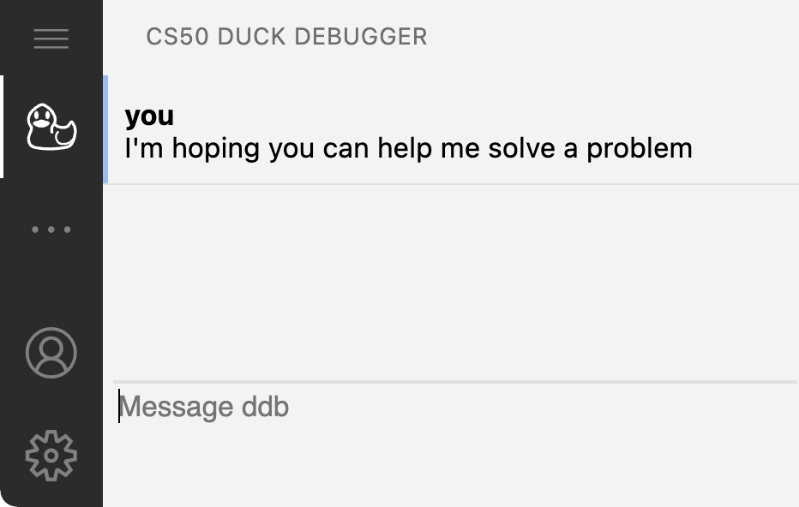 CS50 DUCK DEBUGGER
you
I'm hoping you can help me solve a problem
Message ddb